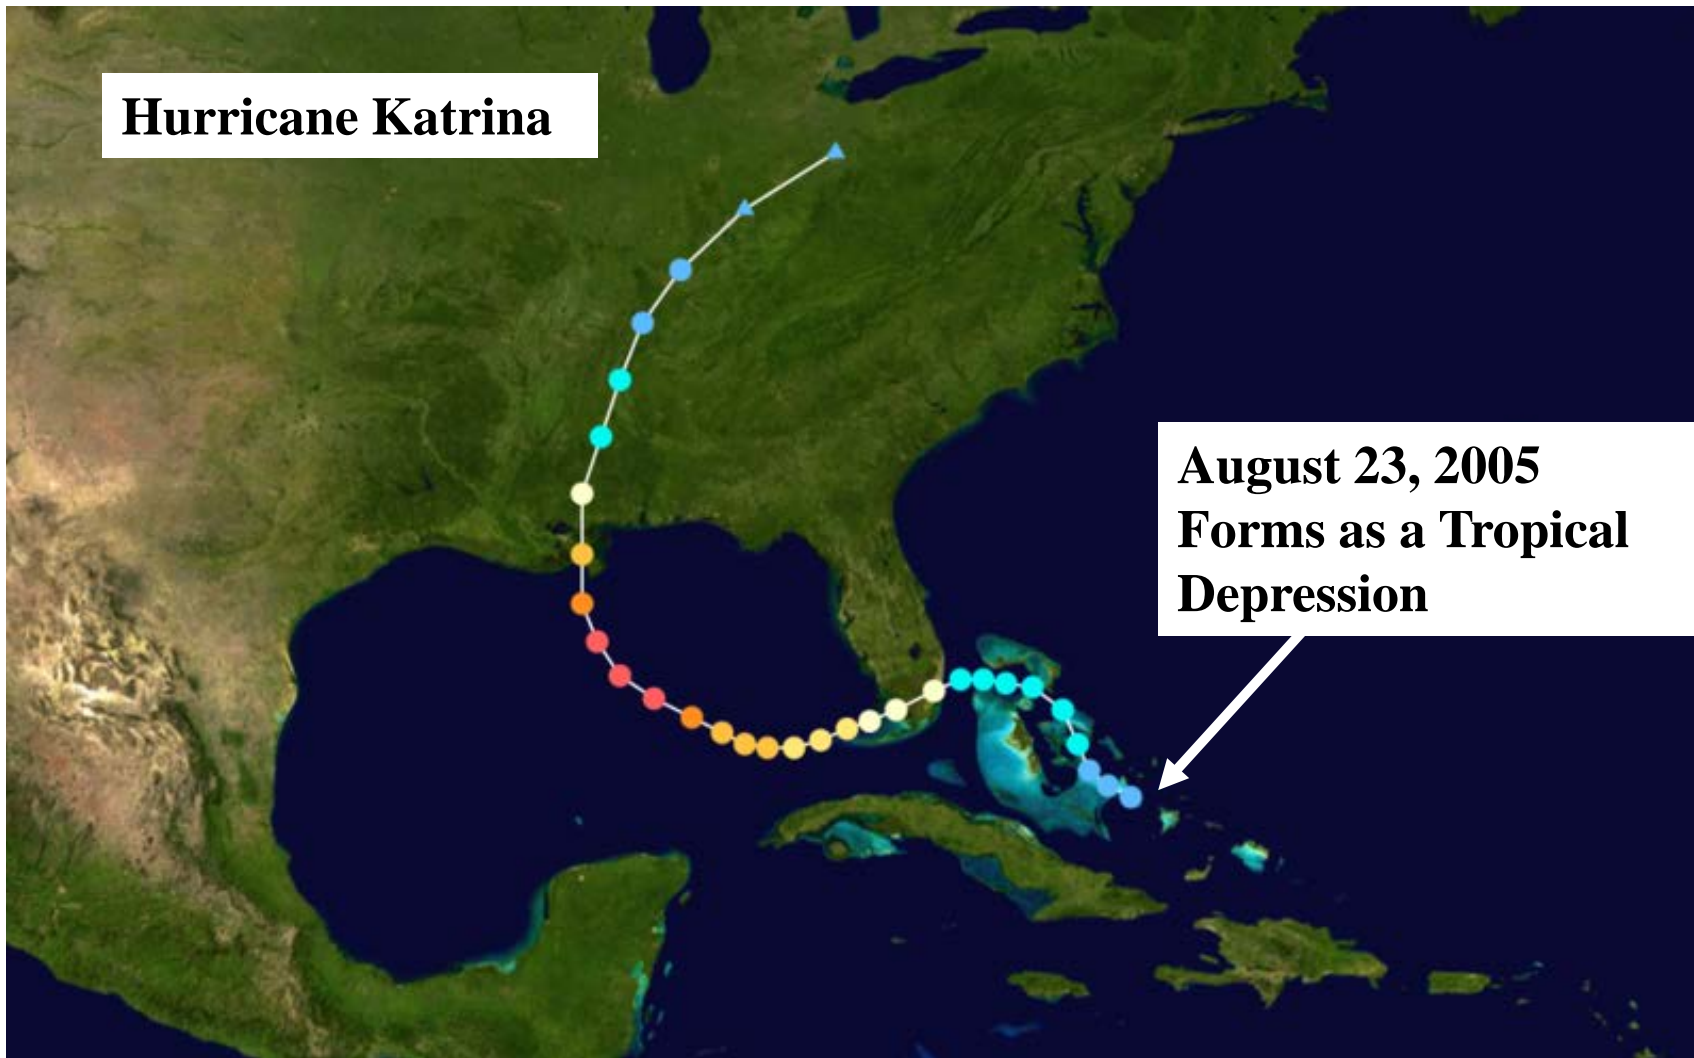 Hurricane Katrina
August 23, 2005
Forms as a Tropical
Depression